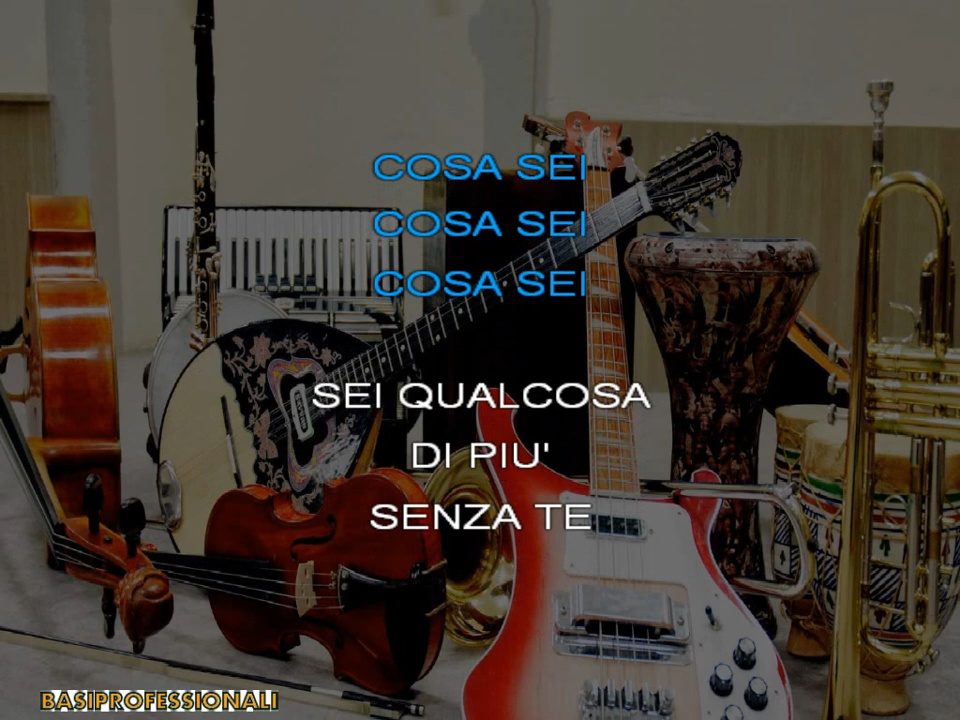 COSA SEI
COSA SEI
COSA SEI
SEI QUALCOSA
DI PIU'
SENZA TE
BASIPROFESSIONALI